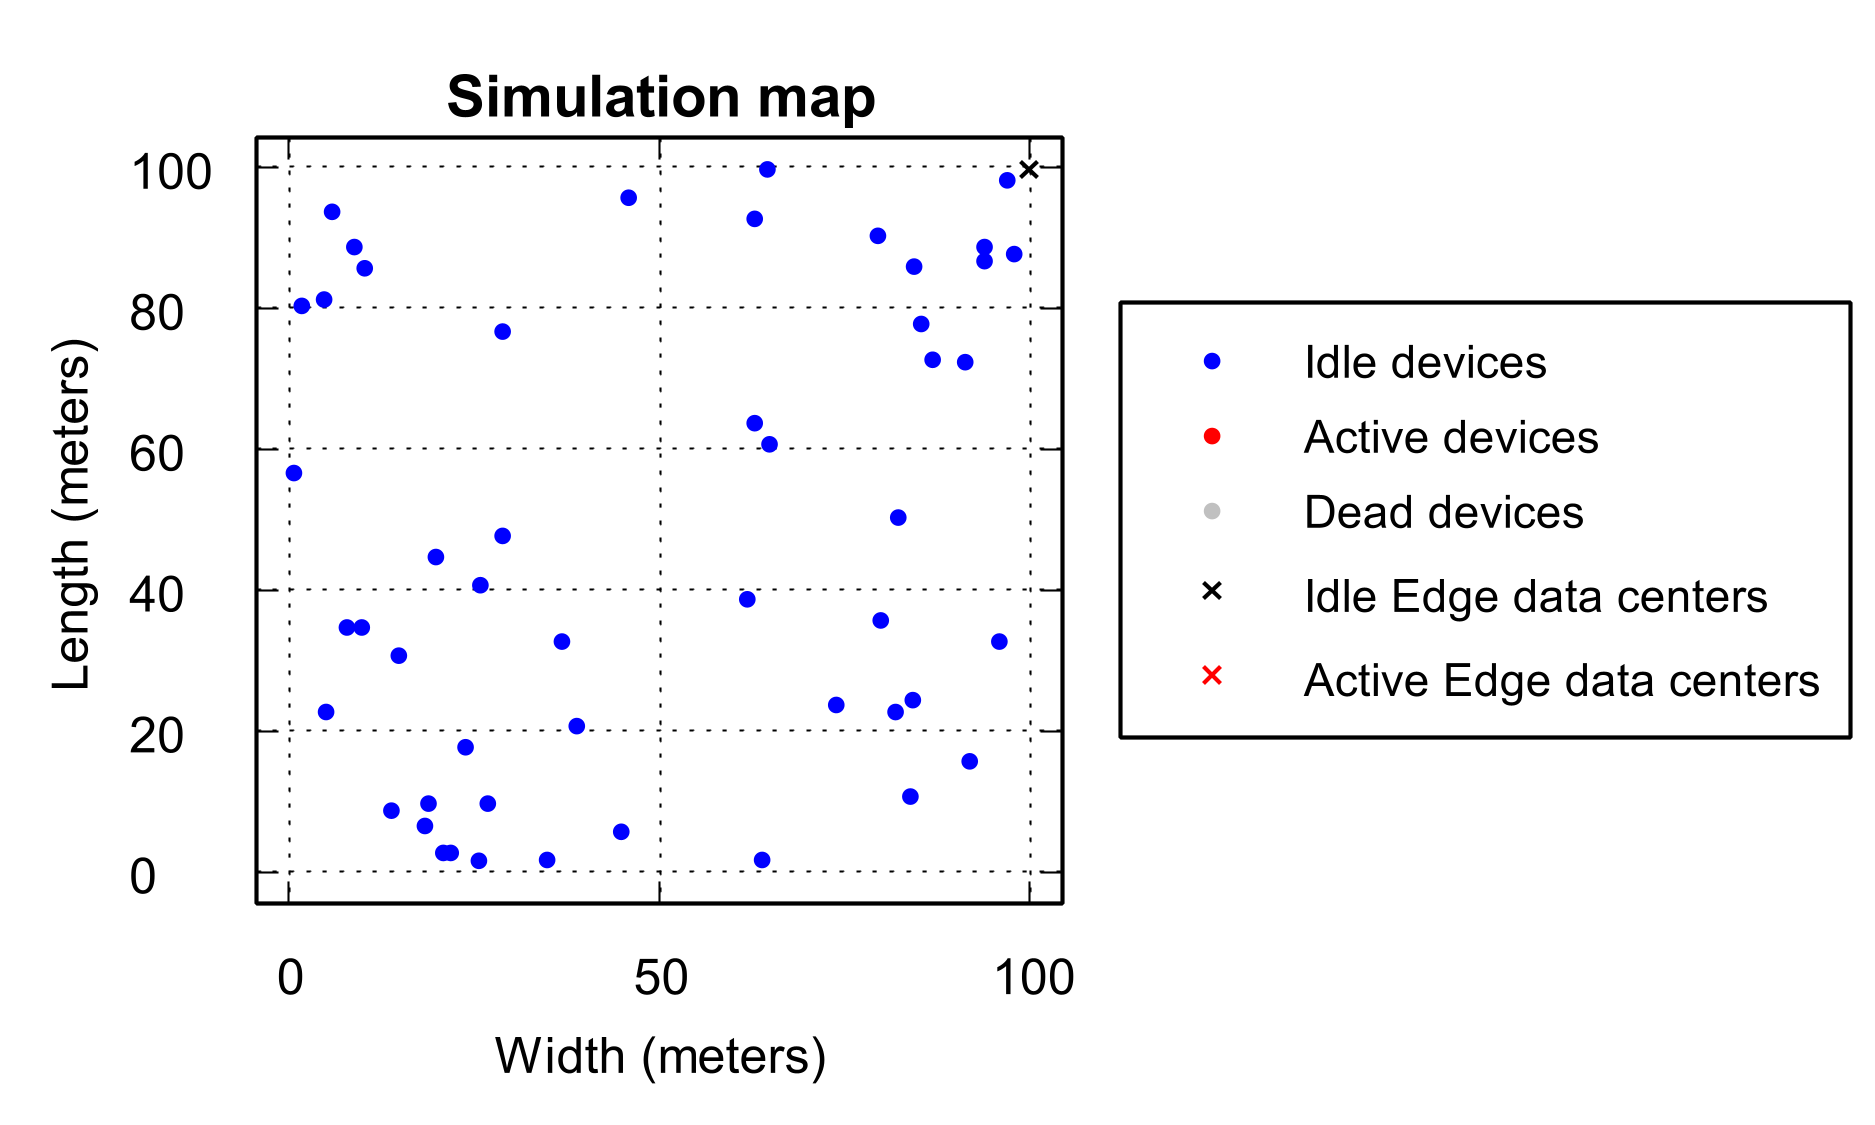 Simulation map
100
80
60
40
20
0
Length (meters)
0 50 100
Width (meters)
Idle devices
Active devices
Dead devices
Idle Edge data centers
Active Edge data centers